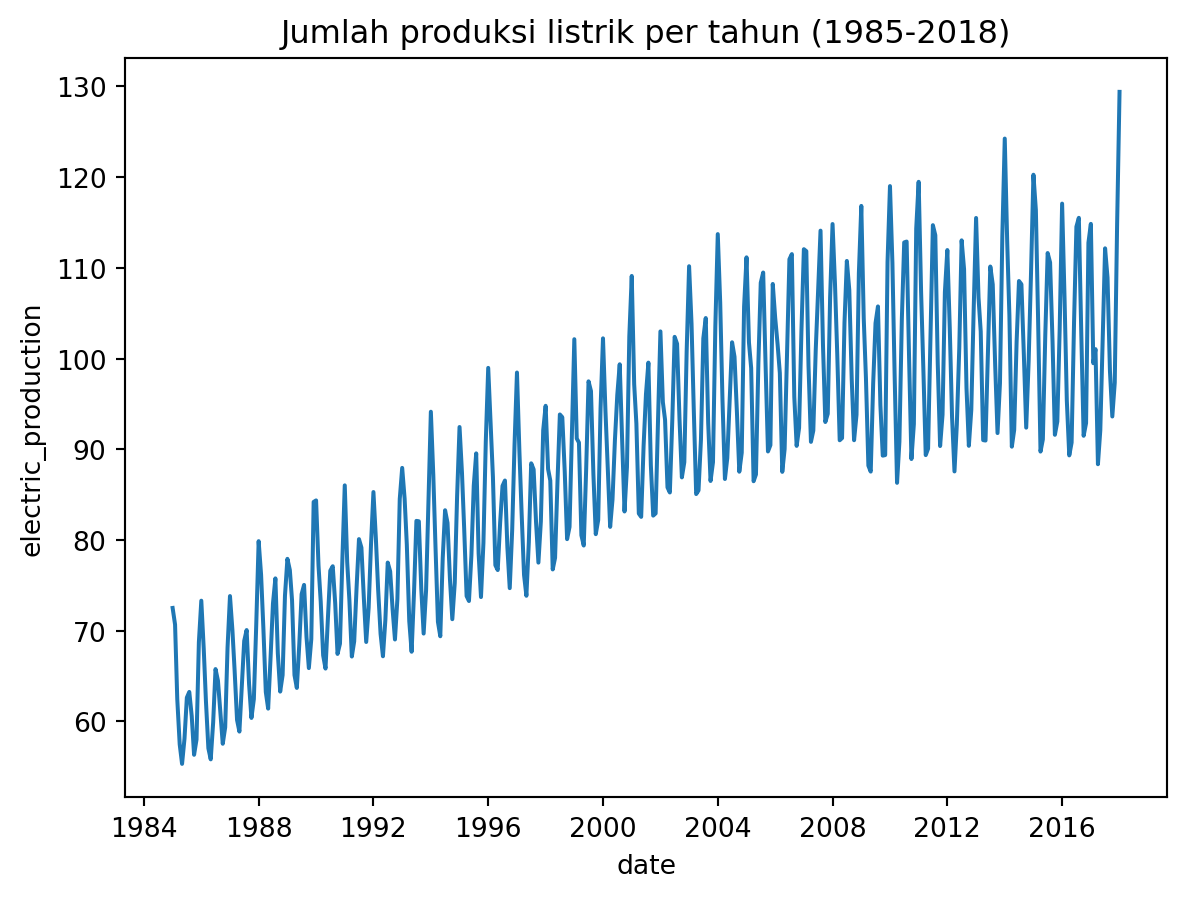 Jumlah produksi listrik per tahun (1985-2018)
130
120
110
100
90
80
70
60
electric_production
1984 1988 1992 1996 2000 2004 2008 2012 2016
date